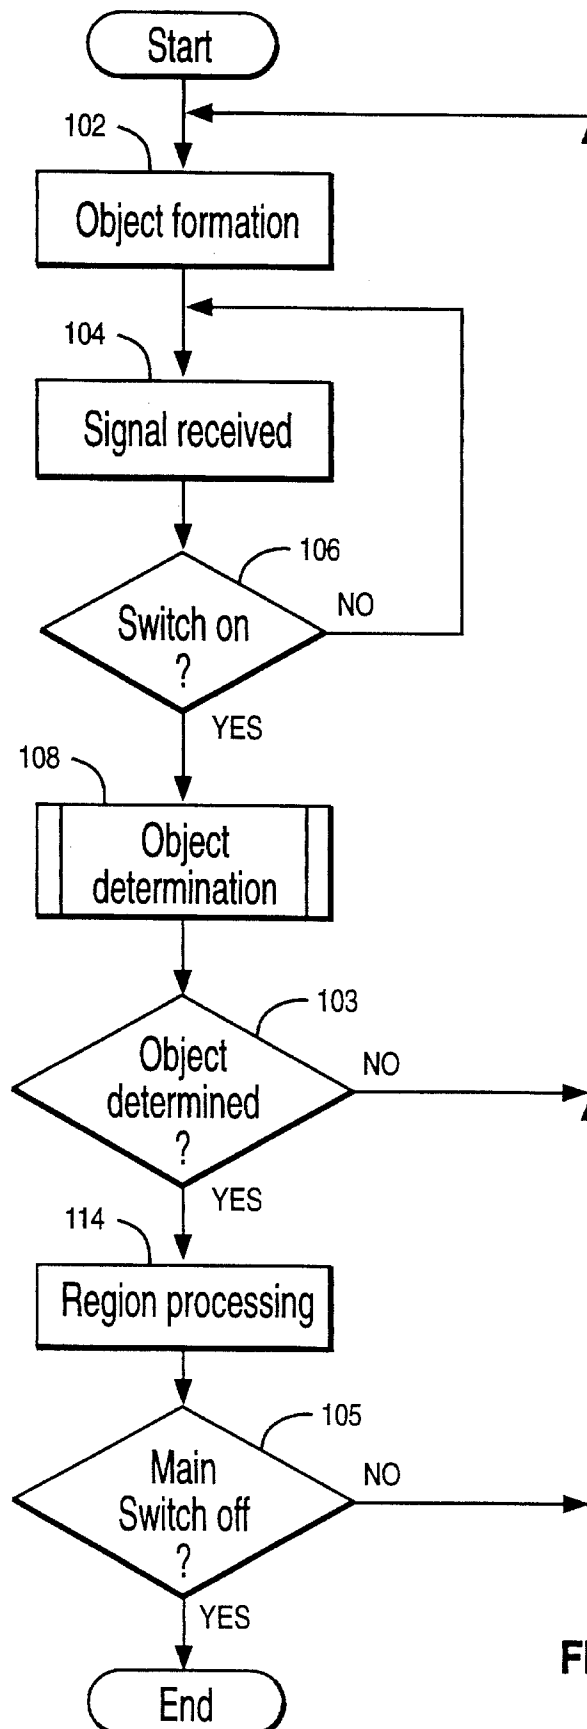 Start
102
Object formation
104
Signal received
106
Switch on
?
NO
YES
108
Object
determination
103
Object
determined
?
NO
YES
114
Region processing
105
Main
Switch off
?
NO
YES
End